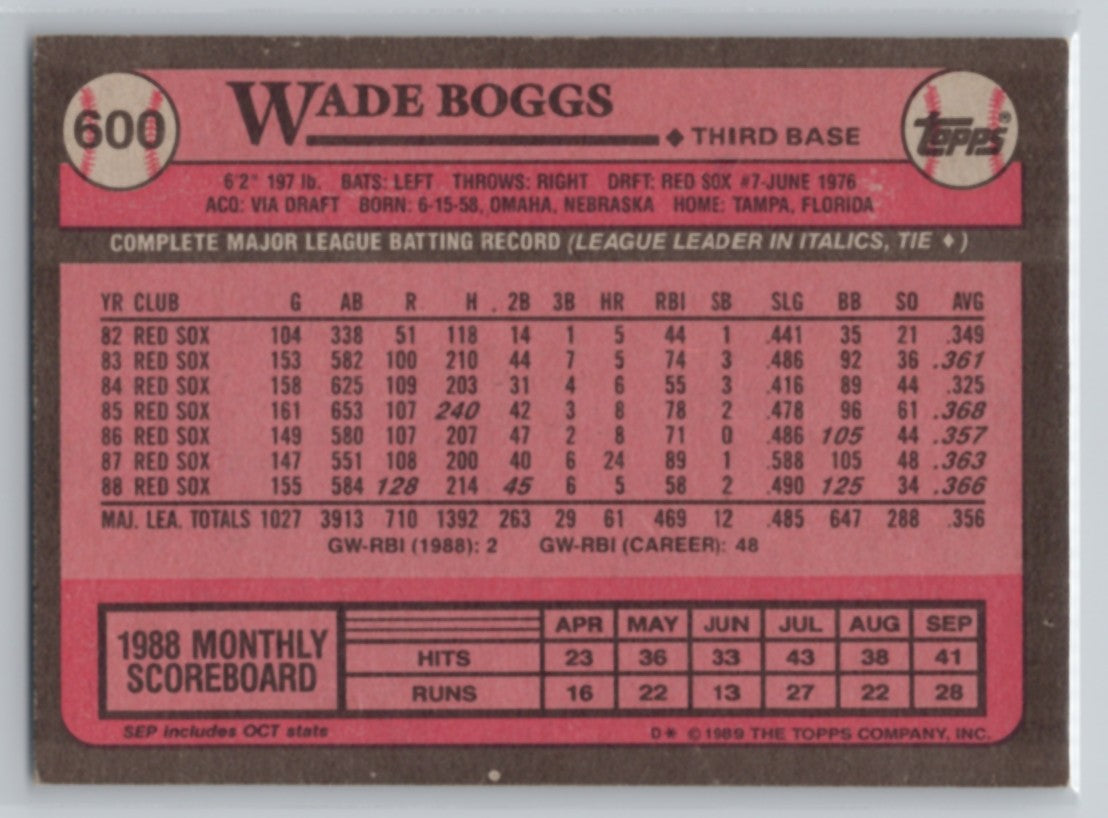 600
WADE BOGGS
◆ THIRD BASE
Topps®
6'2" 197 lb. BATS: LEFT THROWS: RIGHT DRFT: RED SOX #7-JUNE 1976
ACQ: VIA DRAFT BORN: 6-15-58, OMAHA, NEBRASKA HOME: TAMPA, FLORIDA
COMPLETE MAJOR LEAGUE BATTING RECORD (LEAGUE LEADER IN ITALICS, TIE ♦)
YR CLUB G AB R H 2B 3B HR RBI SB SLG BB SO AVG
82 RED SOX 104 338 51 118 14 1 5 44 1 .441 35 21 .349
83 RED SOX 153 582 100 210 44 7 5 74 3 .486 92 36 .361
84 RED SOX 158 625 109 203 31 4 6 55 3 .416 89 44 .325
85 RED SOX 161 653 107 240 42 3 8 78 2 .478 96 61 .368
86 RED SOX 149 580 107 207 47 2 8 71 0 .486 105 44 .357
87 RED SOX 147 551 108 200 40 6 24 89 1 .588 105 48 .363
88 RED SOX 155 584 128 214 45 6 5 58 2 .490 125 34 .366
MAJ. LEA. TOTALS 1027 3913 710 1392 263 29 61 469 12 .485 647 288 .356
GW-RBI (1988): 2 GW-RBI (CAREER): 48
1988 MONTHLY
SCOREBOARD
APR MAY JUN JUL AUG SEP
HITS 23 36 33 43 38 41
RUNS 16 22 13 27 22 28
SEP includes OCT stats
D* © 1989 THE TOPPS COMPANY, INC.